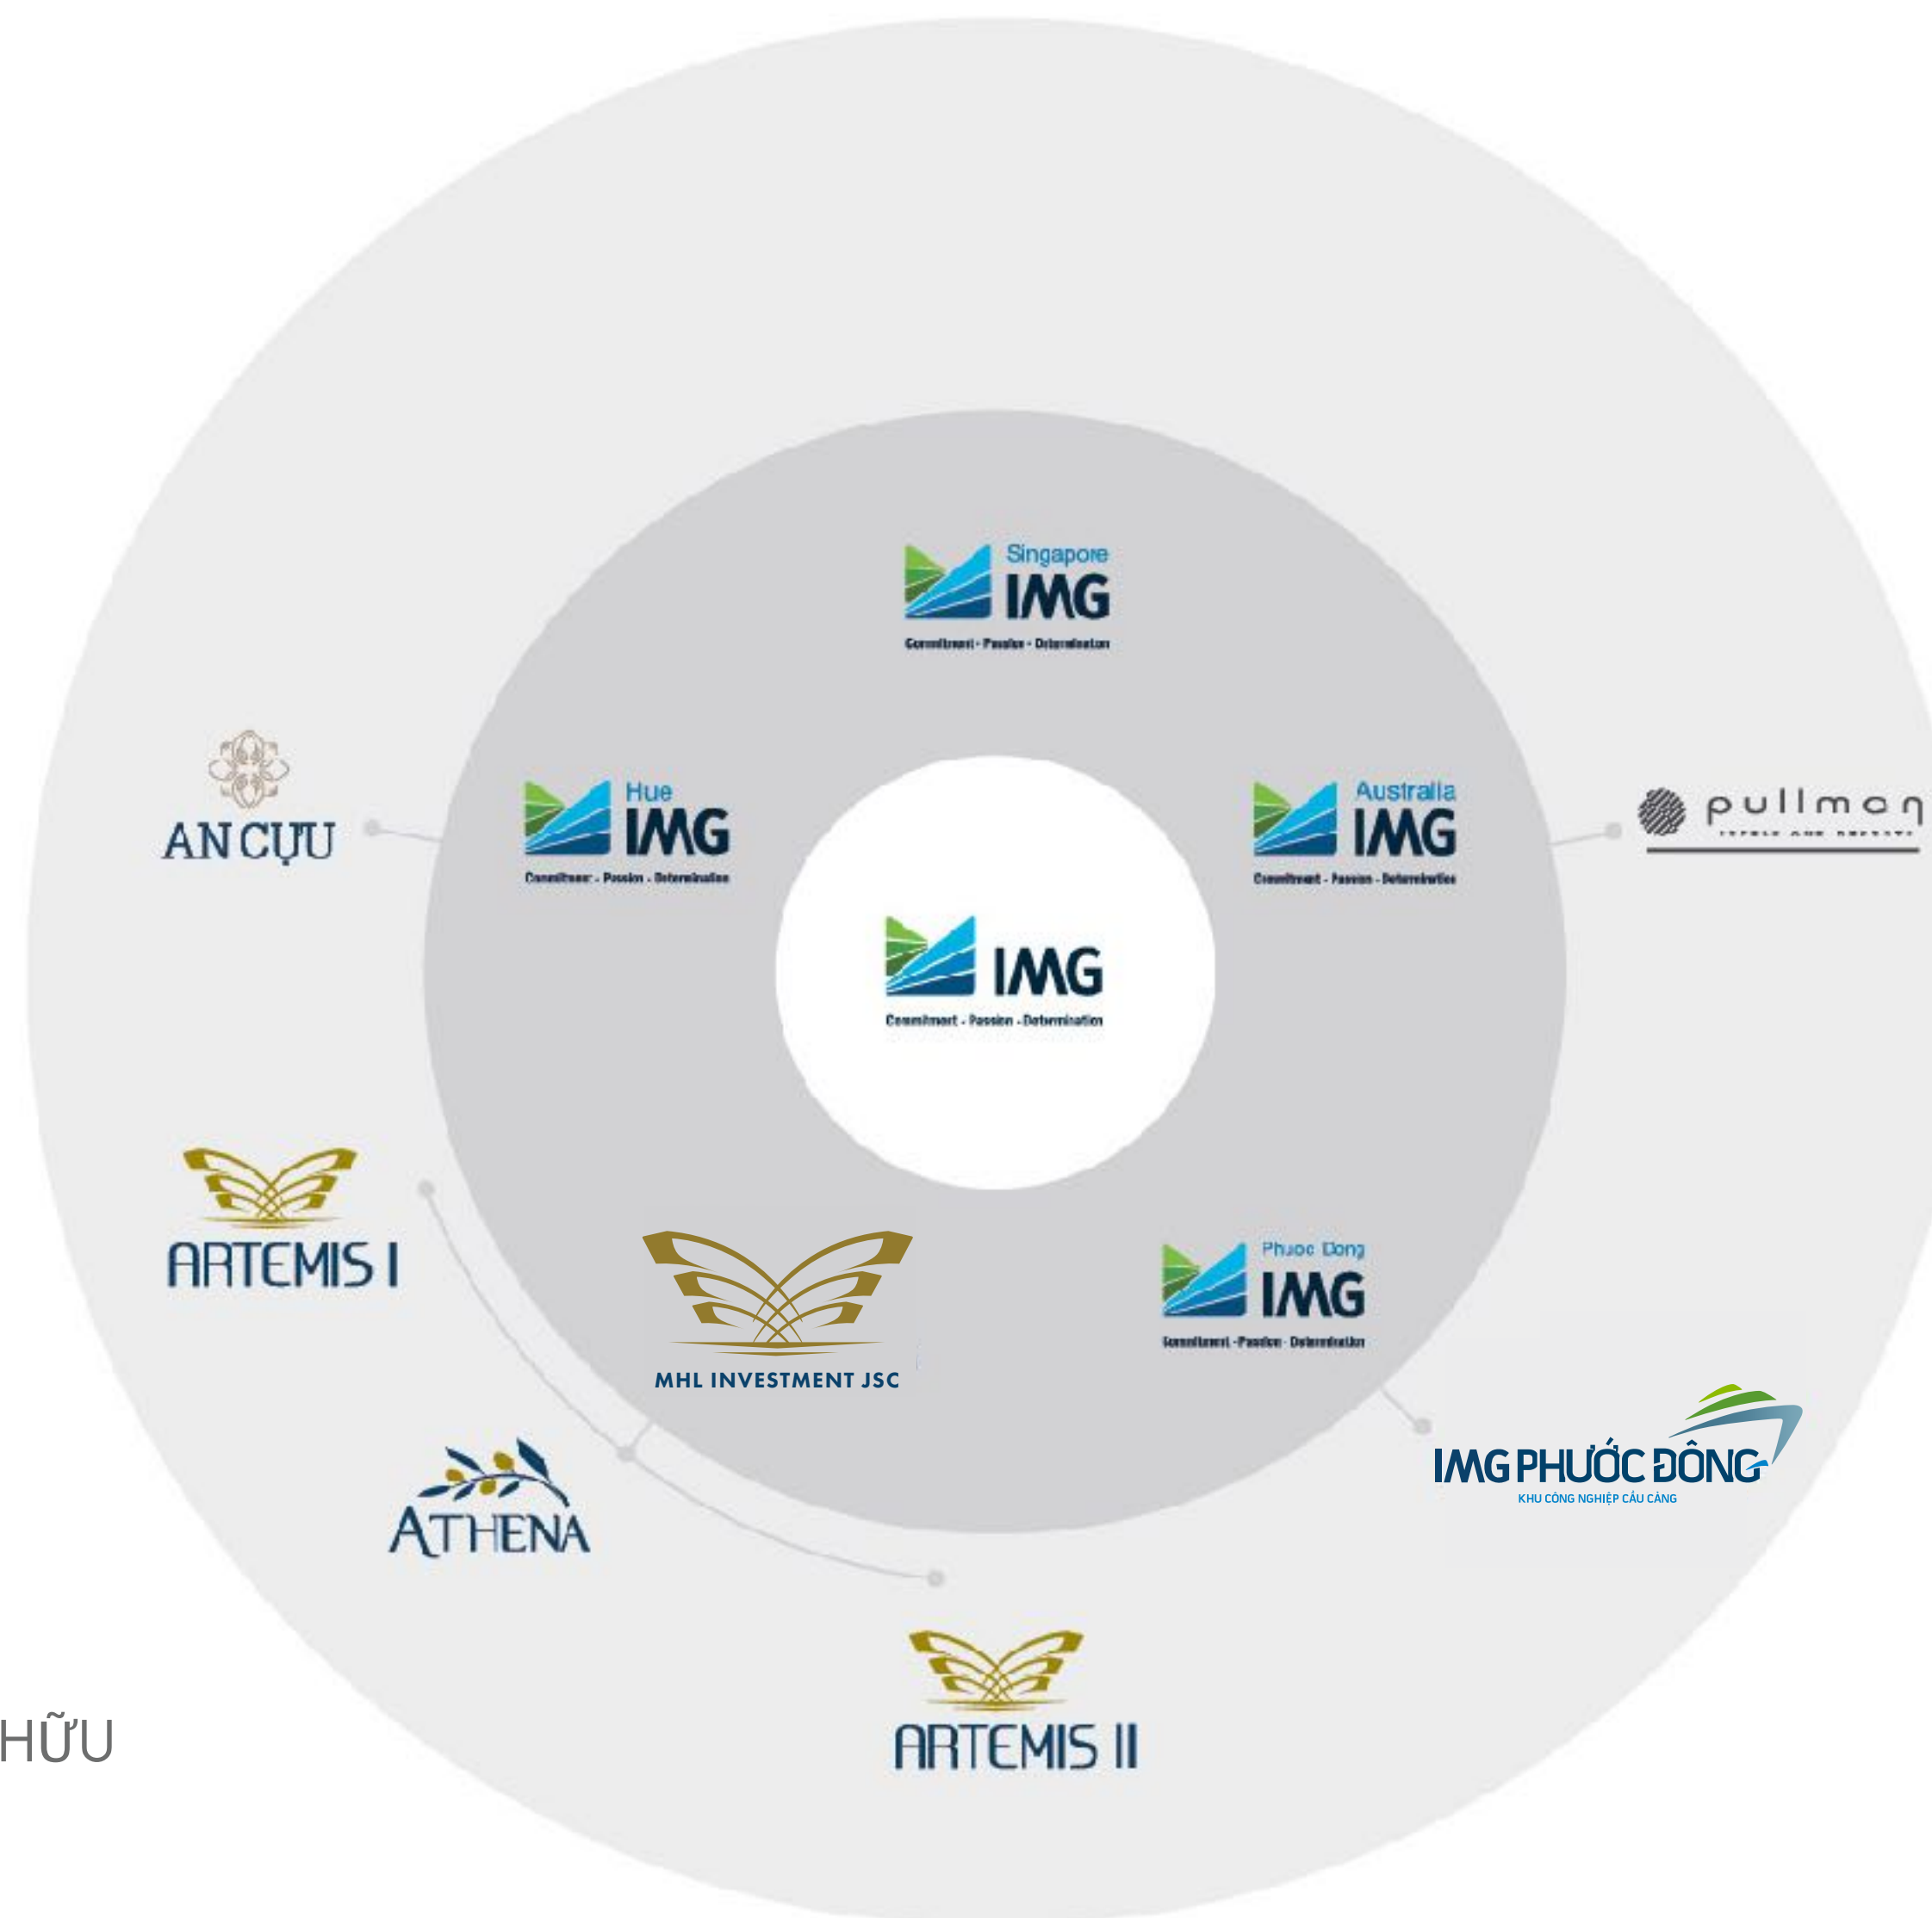 Singapore
IMG
Commitment - Passion - Determination
AN CỰU
Hue
IMG
Commitment - Passion - Determination
Australia
IMG
Commitment - Passion - Determination
pullman
IMG
Commitment - Passion - Determination
ARTEMIS I
MHL INVESTMENT JSC
Phuoc Dong
IMG
Commitment - Passion - Determination
ATHENA
IMG PHƯỚC ĐÔNG
KHU CÔNG NGHIỆP CẦU CẢNG
ARTEMIS II
HỮU